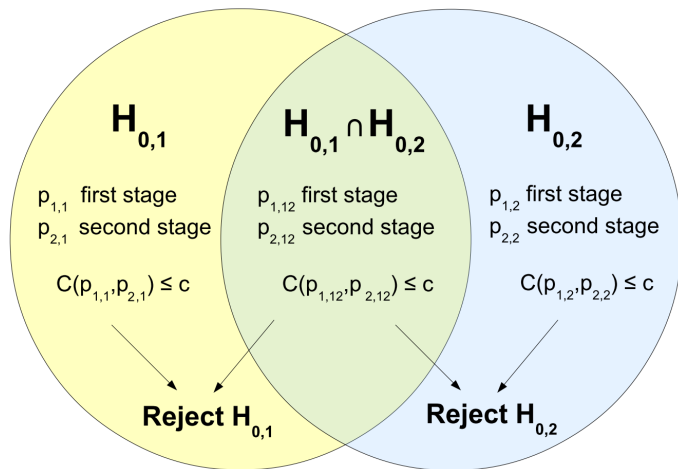 H0,1
H0,1 ∩ H0,2
H0,2
p1,1 first stage
p2,1 second stage
p1,12 first stage
p2,12 second stage
p1,2 first stage
p2,2 second stage
C(p1,1,p2,1) ≤ c
C(p1,12,p2,12) ≤ c
C(p1,2,p2,2) ≤ c
Reject H0,1
Reject H0,2